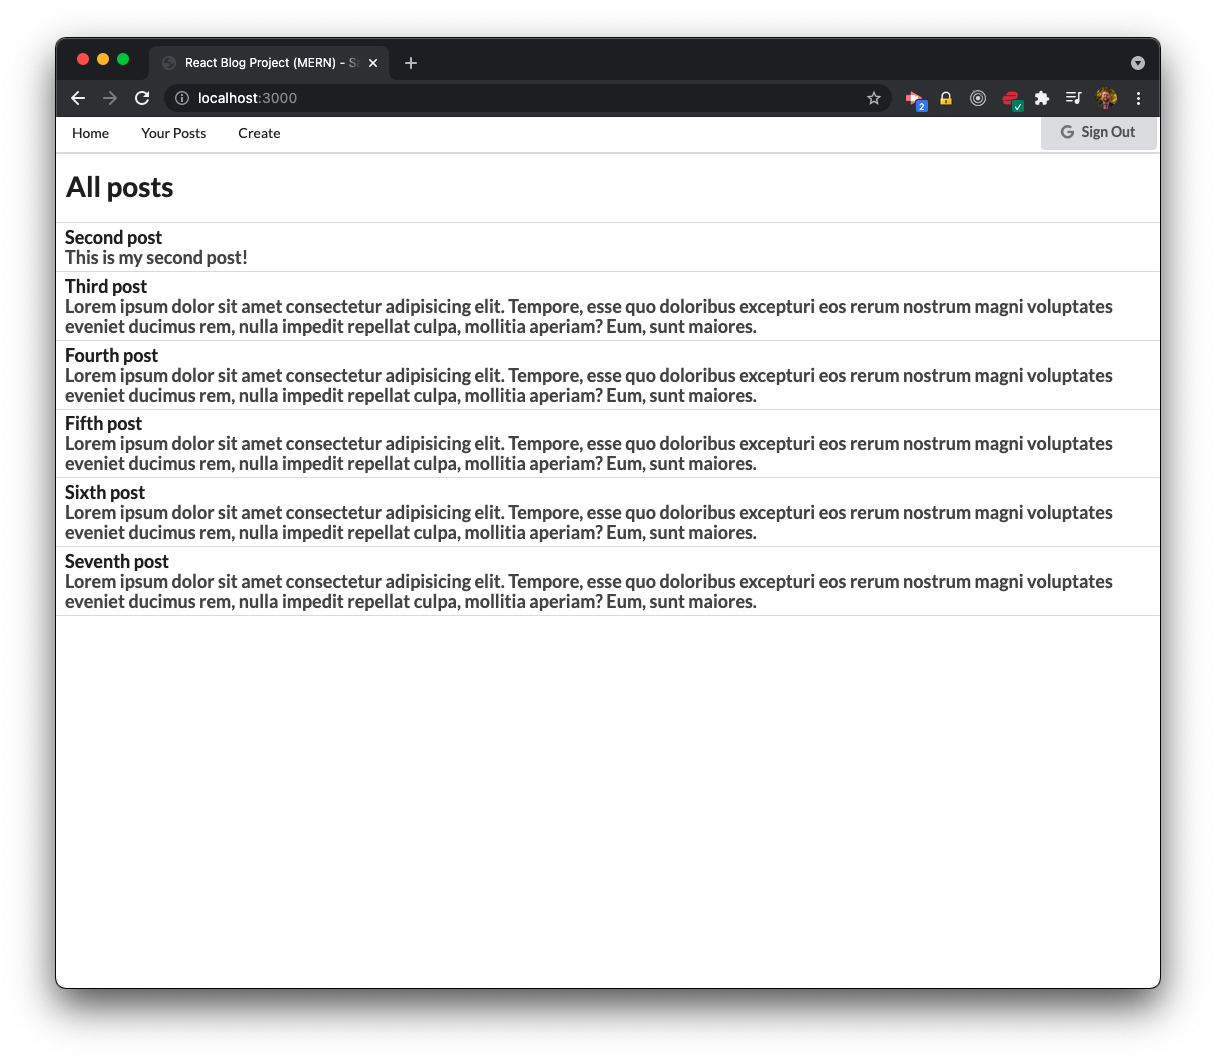 React Blog Project (MERN) - Sa
localhost:3000
2
Home Your Posts Create
G Sign Out
All posts
Second post
This is my second post!
Third post
Lorem ipsum dolor sit amet consectetur adipisicing elit. Tempore, esse quo doloribus excepturi eos rerum nostrum magni voluptates
eveniet ducimus rem, nulla impedit repellat culpa, mollitia aperiam? Eum, sunt maiores.
Fourth post
Lorem ipsum dolor sit amet consectetur adipisicing elit. Tempore, esse quo doloribus excepturi eos rerum nostrum magni voluptates
eveniet ducimus rem, nulla impedit repellat culpa, mollitia aperiam? Eum, sunt maiores.
Fifth post
Lorem ipsum dolor sit amet consectetur adipisicing elit. Tempore, esse quo doloribus excepturi eos rerum nostrum magni voluptates
eveniet ducimus rem, nulla impedit repellat culpa, mollitia aperiam? Eum, sunt maiores.
Sixth post
Lorem ipsum dolor sit amet consectetur adipisicing elit. Tempore, esse quo doloribus excepturi eos rerum nostrum magni voluptates
eveniet ducimus rem, nulla impedit repellat culpa, mollitia aperiam? Eum, sunt maiores.
Seventh post
Lorem ipsum dolor sit amet consectetur adipisicing elit. Tempore, esse quo doloribus excepturi eos rerum nostrum magni voluptates
eveniet ducimus rem, nulla impedit repellat culpa, mollitia aperiam? Eum, sunt maiores.